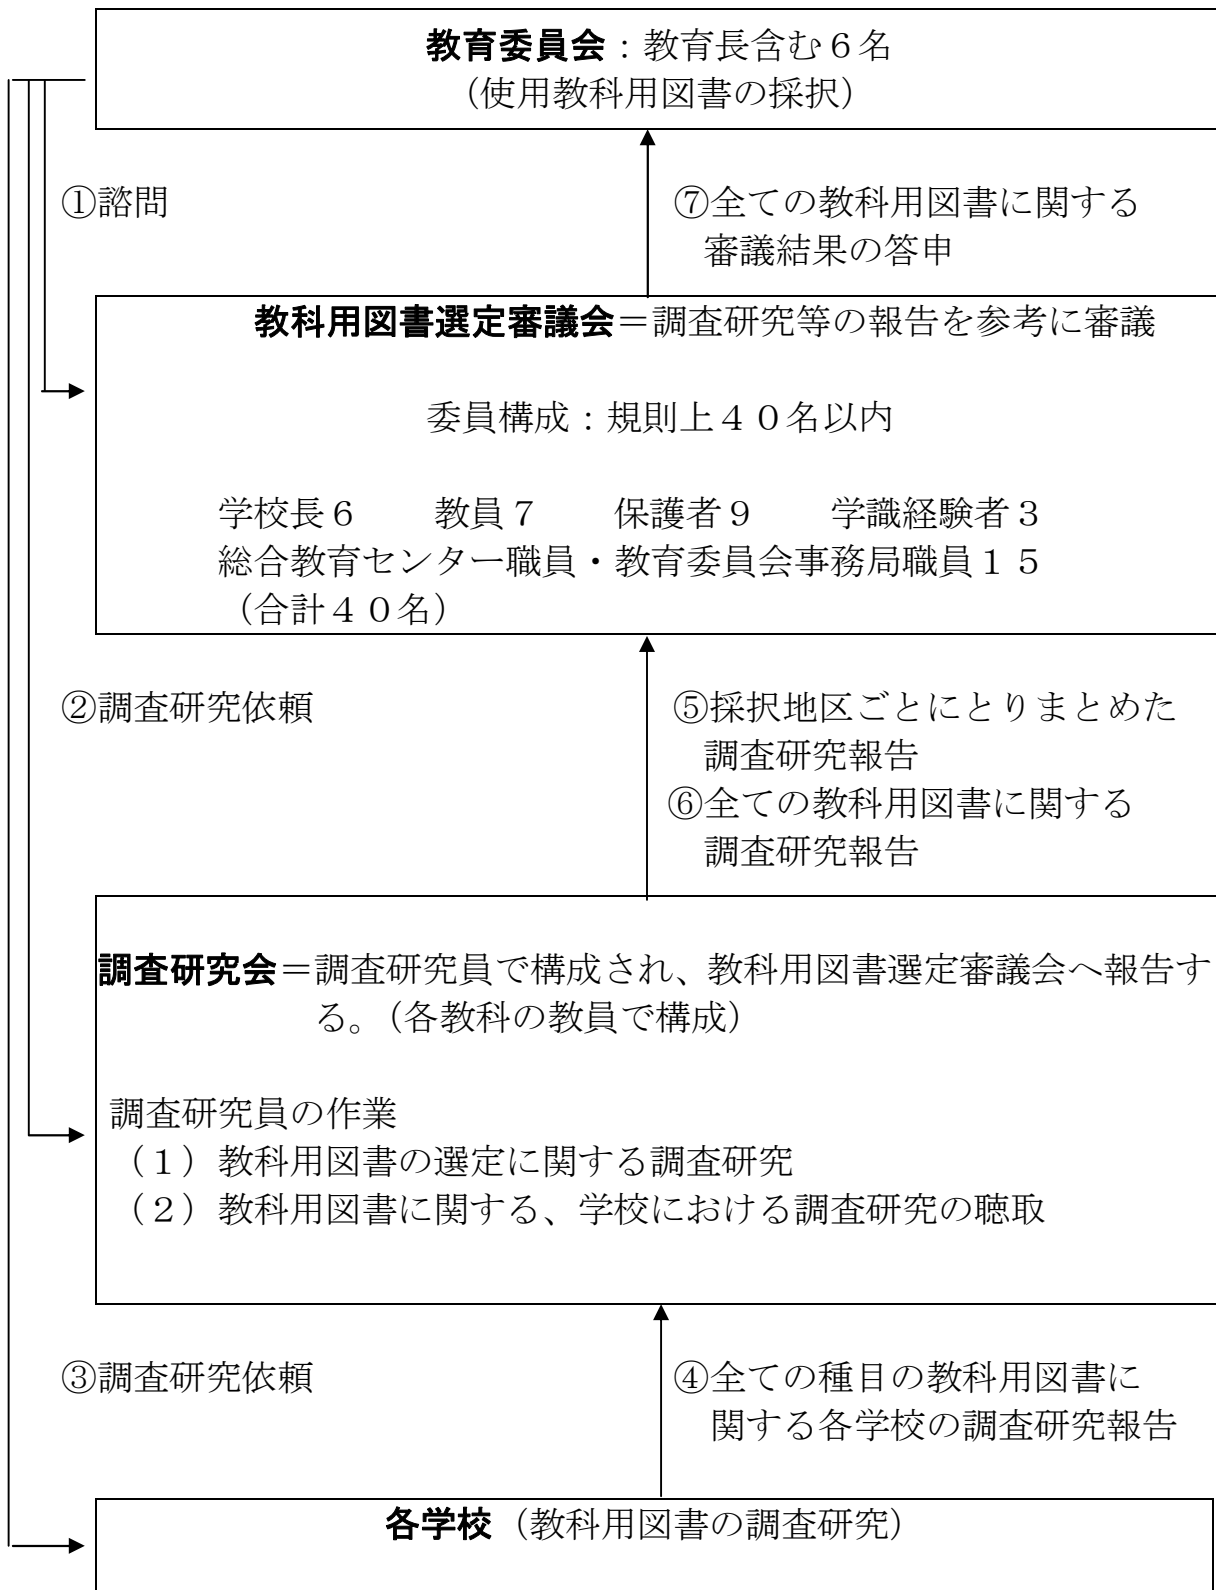 教育委員会：教育長含む６名
（使用教科用図書の採択）
①諮問
⑦全ての教科用図書に関する
審議結果の答申
教科用図書選定審議会＝調査研究等の報告を参考に審議
委員構成：規則上４０名以内
学校長６　　教員７　　保護者９　　学識経験者３
総合教育センター職員・教育委員会事務局職員１５
（合計４０名）
②調査研究依頼
⑤採択地区ごとにとりまとめた
調査研究報告
⑥全ての教科用図書に関する
調査研究報告
調査研究会＝調査研究員で構成され、教科用図書選定審議会へ報告す
る。（各教科の教員で構成）
調査研究員の作業
（１）教科用図書の選定に関する調査研究
（２）教科用図書に関する、学校における調査研究の聴取
③調査研究依頼
④全ての種目の教科用図書に
関する各学校の調査研究報告
各学校（教科用図書の調査研究）